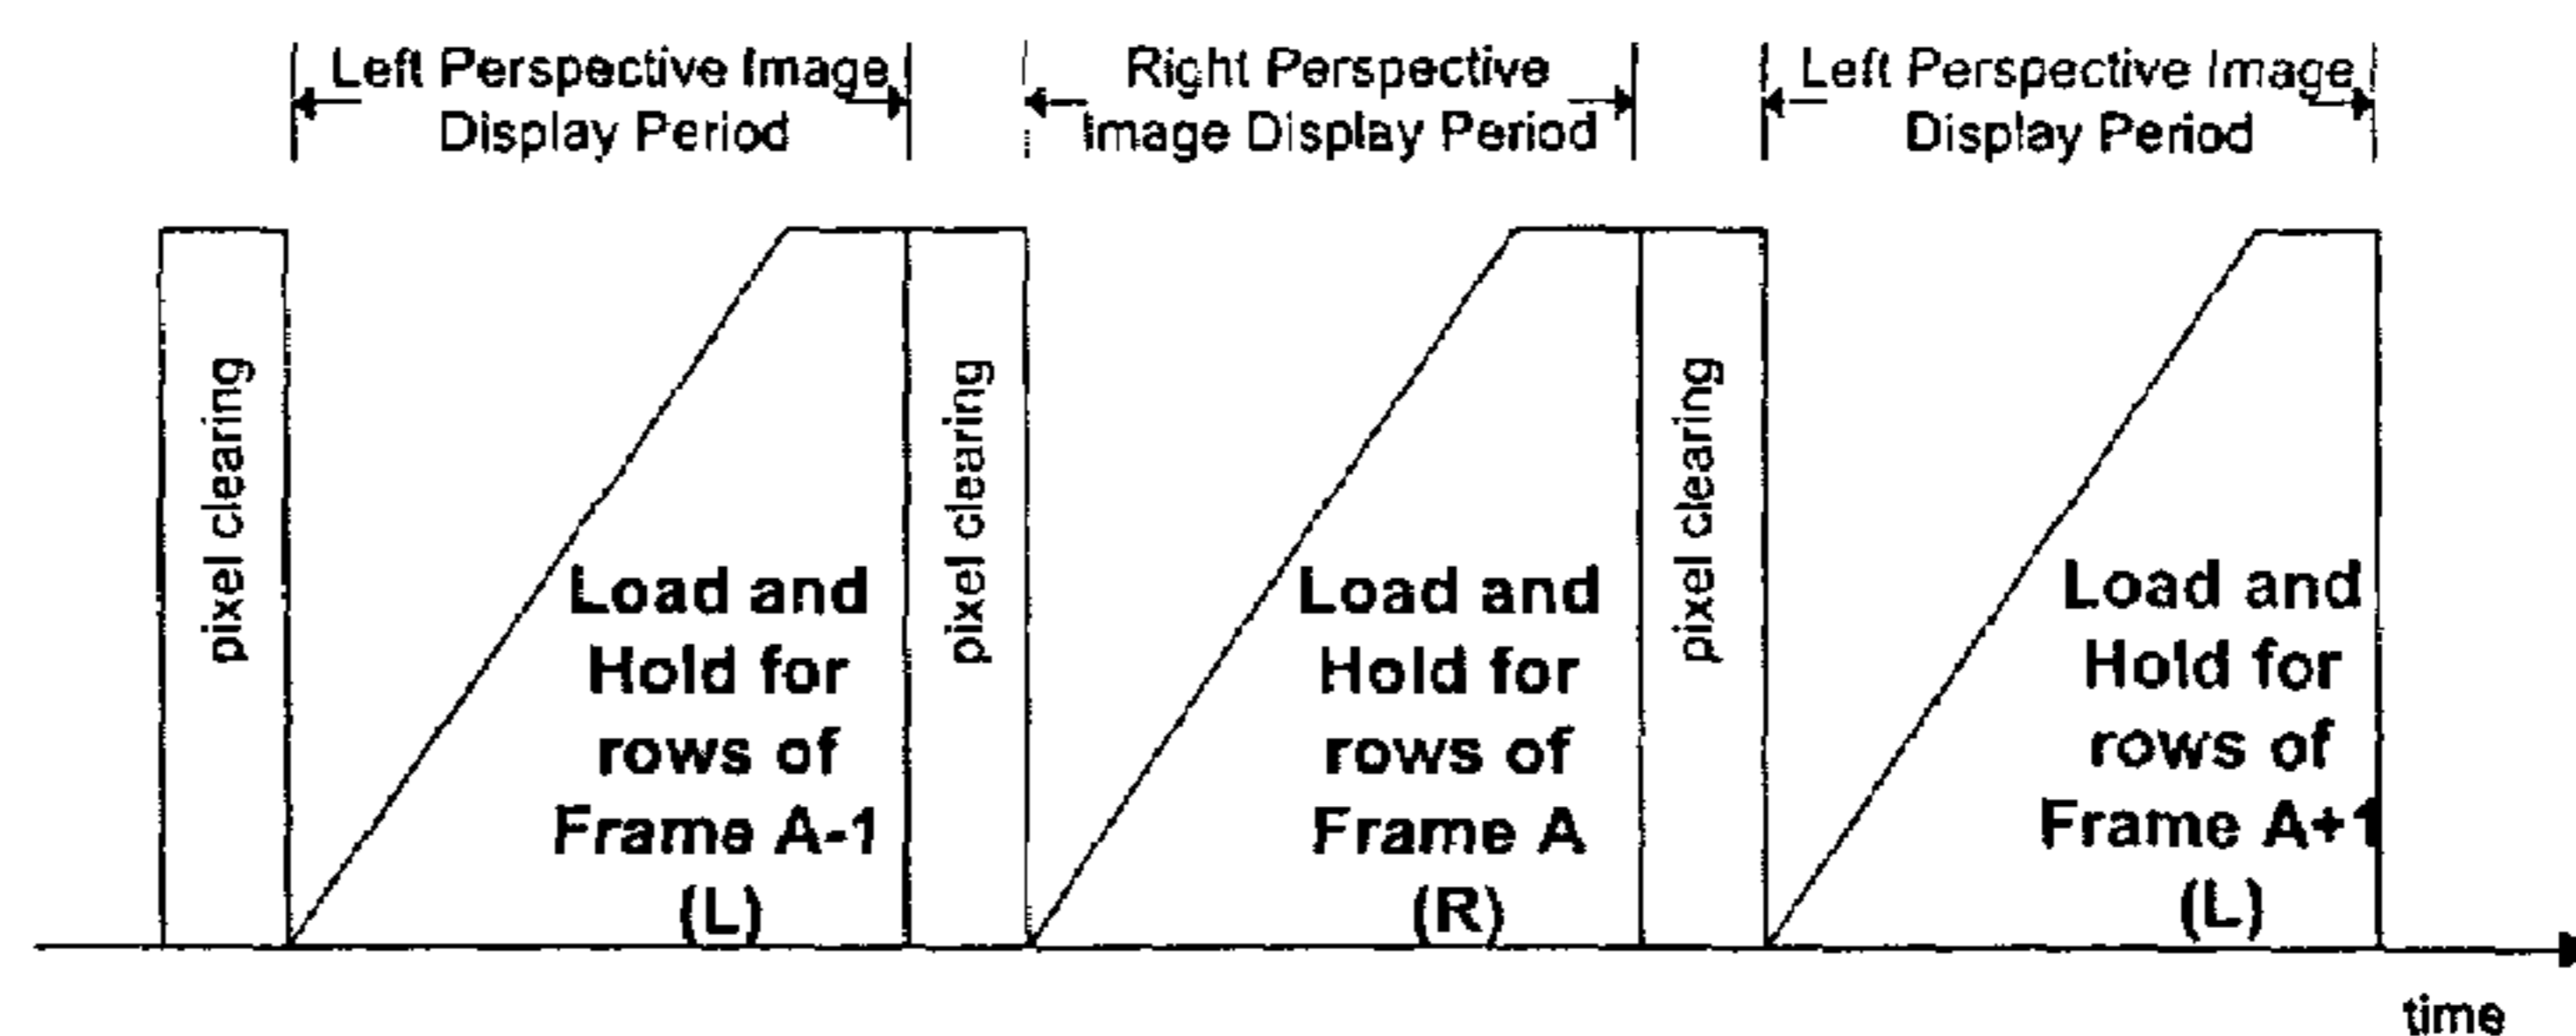 Left Perspective Image
Display Period
Right Perspective
Image Display Period
Left Perspective Image
Display Period
pixel clearing
Load and
Hold for
rows of
Frame A-1
(L)
pixel clearing
Load and
Hold for
rows of
Frame A
(R)
pixel clearing
Load and
Hold for
rows of
Frame A+1
(L)
time